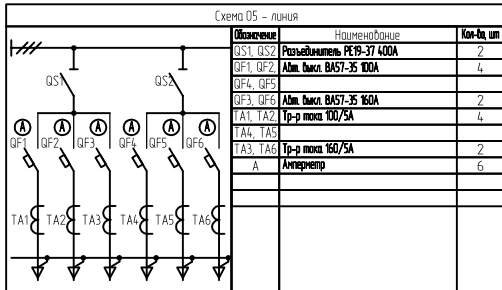 Схема 05 – линия
Обозначение Наименование Кол-во, шт
QS1, QS2 Разъединитель РЕ19-37 400А 2
QF1, QF2, Авт. выкл. ВА57-35 100А 4
QF4, QF5
QF3, QF6 Авт. выкл. ВА57-35 160А 2
TA1, TA2, Тр-р тока 100/5А 4
TA4, TA5
TA3, TA6 Тр-р тока 160/5А 2
А Амперметр 6
QS1 QS2
A A A A A A
QF1 QF2 QF3 QF4 QF5 QF6
TA1 TA2 TA3 TA4 TA5 TA6